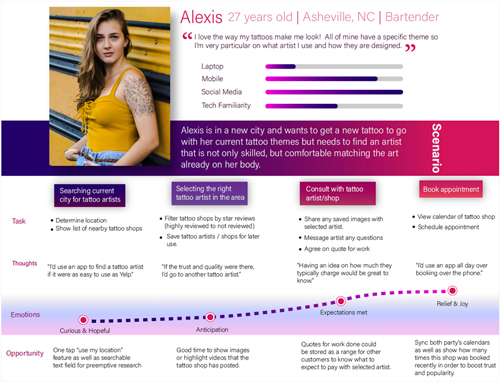 Alexis 27 years old | Asheville, NC | Bartender
“ I love the way my tattoos make me look!  All of mine have a specific theme so
I'm very particular on what artist I use and how they are designed. ”
Laptop
Mobile
Social Media
Tech Familiarity
Alexis is in a new city and wants to get a new tattoo to go
with her current tattoo themes but needs to find an artist
that is not only skilled, but comfortable matching the art
already on her body.
Scenario
Searching current
city for tattoo artists
Selecting the right
tattoo artist in the area
Consult with tattoo
artist/shop
Book appointment
Task
• Determine location
• Show list of nearby tattoo shops
• Filter tattoo shops by star reviews
(highly reviewed to not reviewed)
• Save tattoo artists / shops for later
use.
• Share any saved images with
selected artist.
• Message artist any questions
• Agree on quote for work
• View calendar of tattoo shop
• Schedule appointment
Thoughts
“I'd use an app to find a tattoo artist
if it were as easy to use as Yelp.”
“If the trust and quality were there,
I'd go to another tattoo artist”
“Having an idea on how much they
typically charge would be great to
know”
“I'd use an app all day over
booking over the phone.”
Emotions
Curious & Hopeful
Anticipation
Expectations met
Relief & Joy
Opportunity
One tap “use my location”
feature as well as searchable
text field for preemptive research
Good time to show images
or highlight videos that the
tattoo shop has posted.
Quotes for work done could
be stored as a range for other
customers to know what to
expect to pay with selected artist.
Sync both party's calendars
as well as show how many
times this shop was booked
recently in order to boost trust
and popularity.